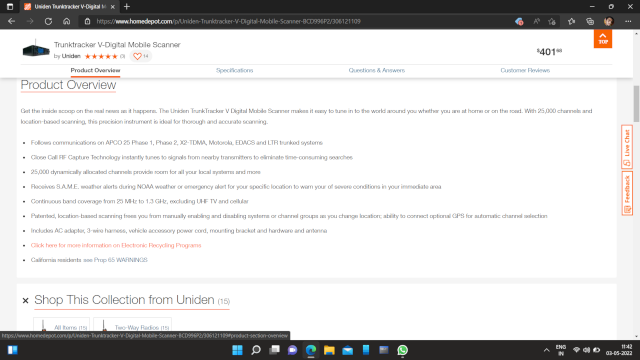 Uniden Trunktracker V-Digital M
https://www.homedepot.com/p/Uniden-Trunktracker-V-Digital-Mobile-Scanner-BCD996P2/306121109
Trunktracker V-Digital Mobile Scanner
by Uniden (3) 14
$401 68
TOP
Product Overview Specifications Questions & Answers Customer Reviews
Product Overview
Get the inside scoop on the real news as it happens. The Uniden TrunkTracker V Digital Mobile Scanner makes it easy to tune in to the world around you whether you are at home or on the road. With 25,000 channels and
location-based scanning, this precision instrument is ideal for thorough and accurate scanning.
Follows communications on APCO 25 Phase 1, Phase 2, X2-TDMA, Motorola, EDACS and LTR trunked systems
Close Call RF Capture Technology instantly tunes to signals from nearby transmitters to eliminate time-consuming searches
25,000 dynamically allocated channels provide room for all your local systems and more
Receives S.A.M.E. weather alerts during NOAA weather or emergency alert for your specific location to warn your of severe conditions in your immediate area
Continuous band coverage from 25 MHz to 1.3 GHz, excluding UHF TV and cellular
Patented, location-based scanning frees you from manually enabling and disabling systems or channel groups as you change location; ability to connect optional GPS for automatic channel selection
Includes AC adapter, 3-wire harness, vehicle accessory power cord, mounting bracket and hardware and antenna
Click here for more information on Electronic Recycling Programs
California residents see Prop 65 WARNINGS
Live Chat
Feedback
Shop This Collection from Uniden (15)
All Items (15) Two-Way Radios (15)
https://www.homedepot.com/p/Uniden-Trunktracker-V-Digital-Mobile-Scanner-BCD996P2/306121109#product-section-overview
ENG
IN
11:42
03-05-2022